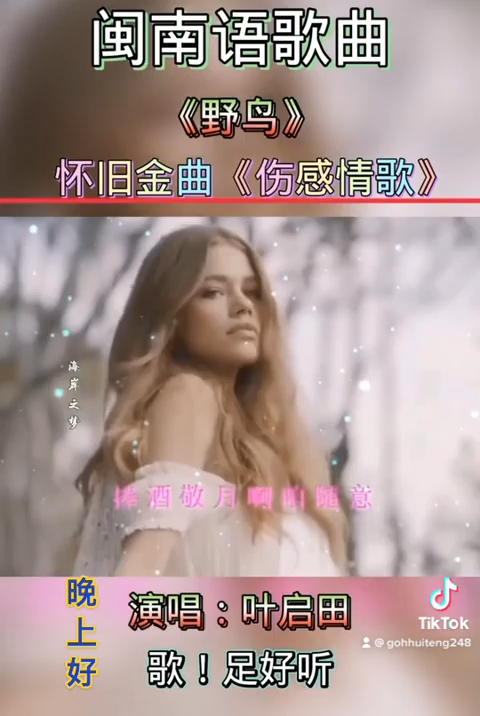 闽南语歌曲
《野鸟》
怀旧金曲《伤感情歌》
海岸之梦
酒敬月啊咱随意
晚上好
演唱：叶启田
歌！足好听
TikTok
@ gohhuiteng248